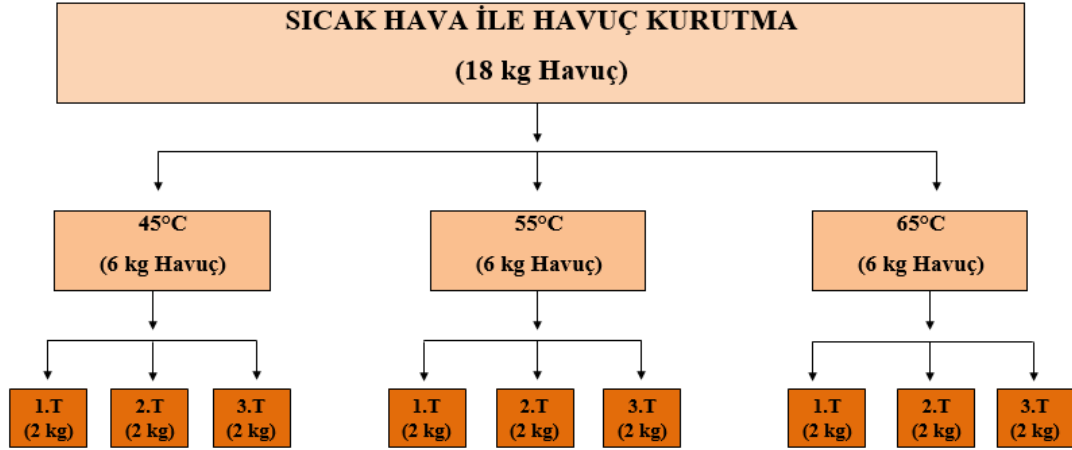 SICAK HAVA İLE HAVUÇ KURUTMA
(18 kg Havuç)
45°C
(6 kg Havuç)
55°C
(6 kg Havuç)
65°C
(6 kg Havuç)
1.T
(2 kg)
2.T
(2 kg)
3.T
(2 kg)
1.T
(2 kg)
2.T
(2 kg)
3.T
(2 kg)
1.T
(2 kg)
2.T
(2 kg)
3.T
(2 kg)